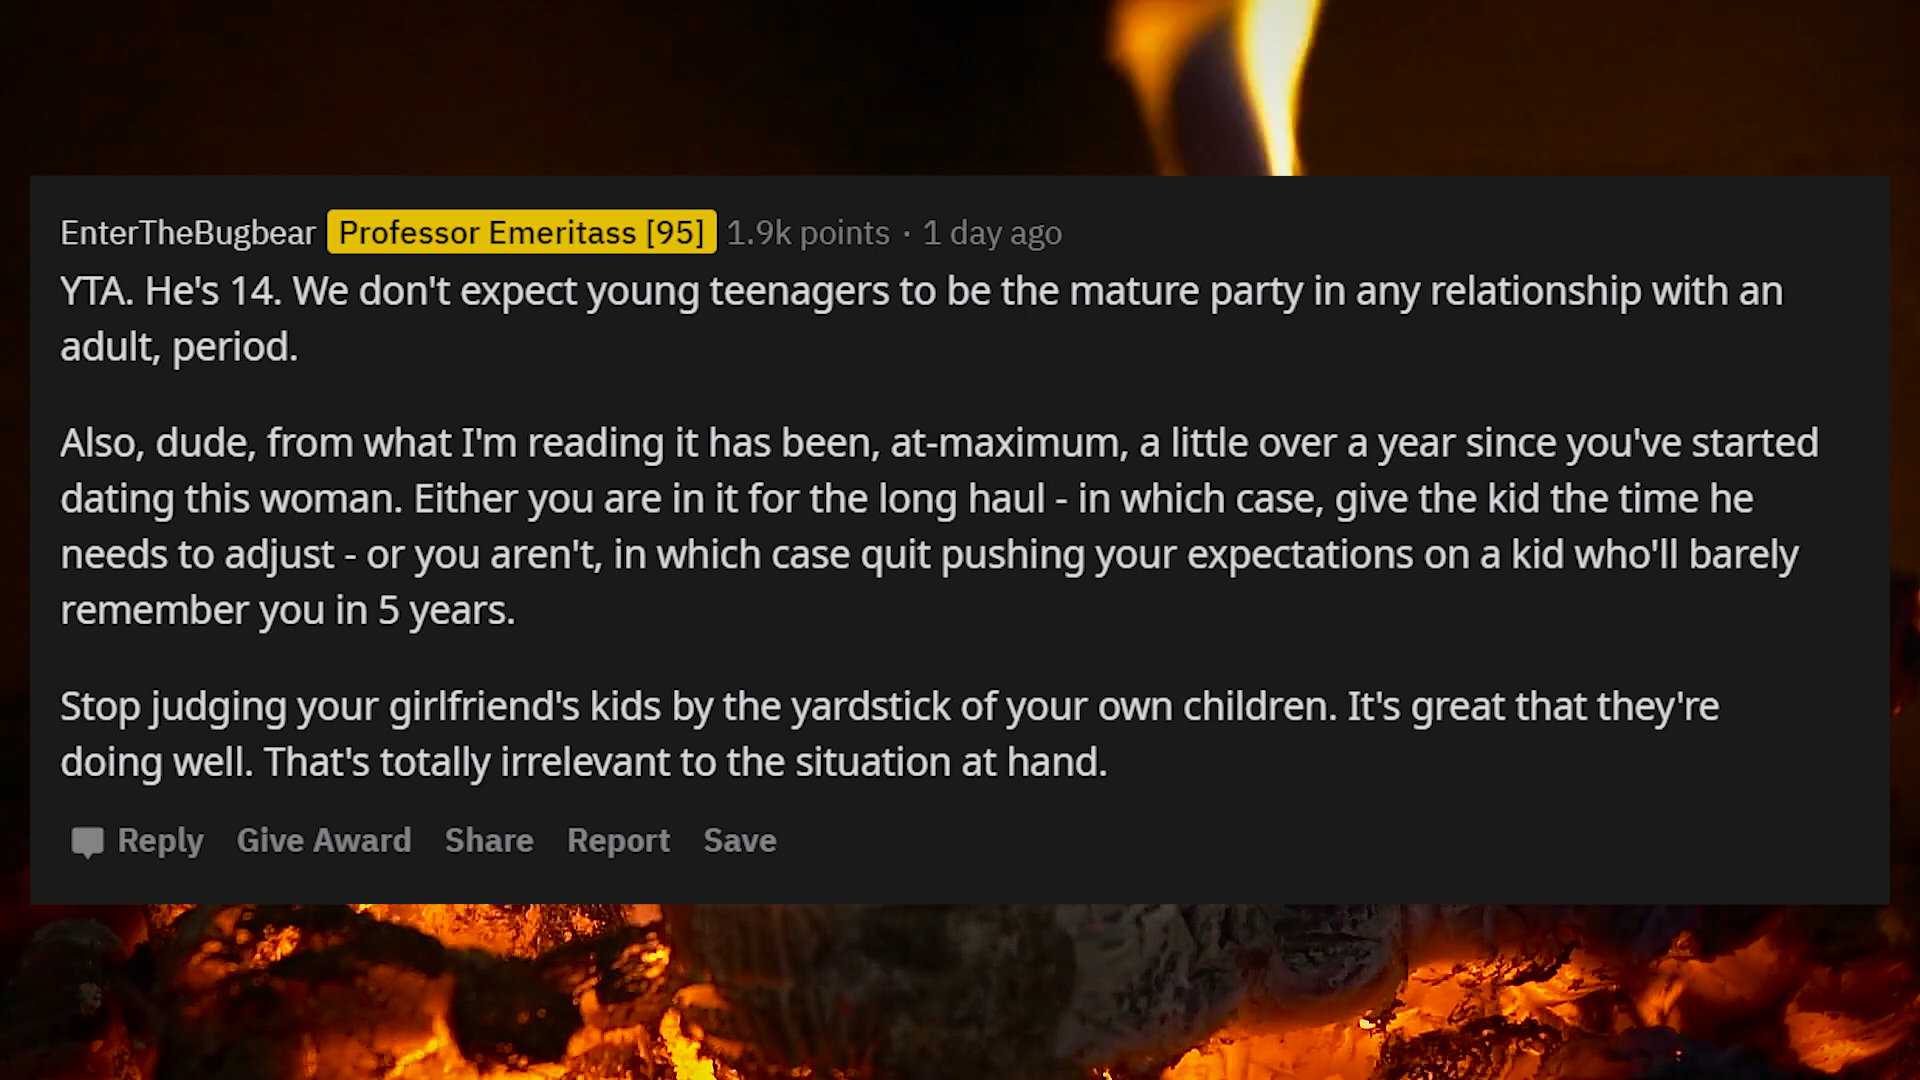 EnterTheBugbear Professor Emeritass [95] 1.9k points · 1 day ago
YTA. He's 14. We don't expect young teenagers to be the mature party in any relationship with an
adult, period.
Also, dude, from what I'm reading it has been, at-maximum, a little over a year since you've started
dating this woman. Either you are in it for the long haul - in which case, give the kid the time he
needs to adjust - or you aren't, in which case quit pushing your expectations on a kid who'll barely
remember you in 5 years.
Stop judging your girlfriend's kids by the yardstick of your own children. It's great that they're
doing well. That's totally irrelevant to the situation at hand.
Reply Give Award Share Report Save